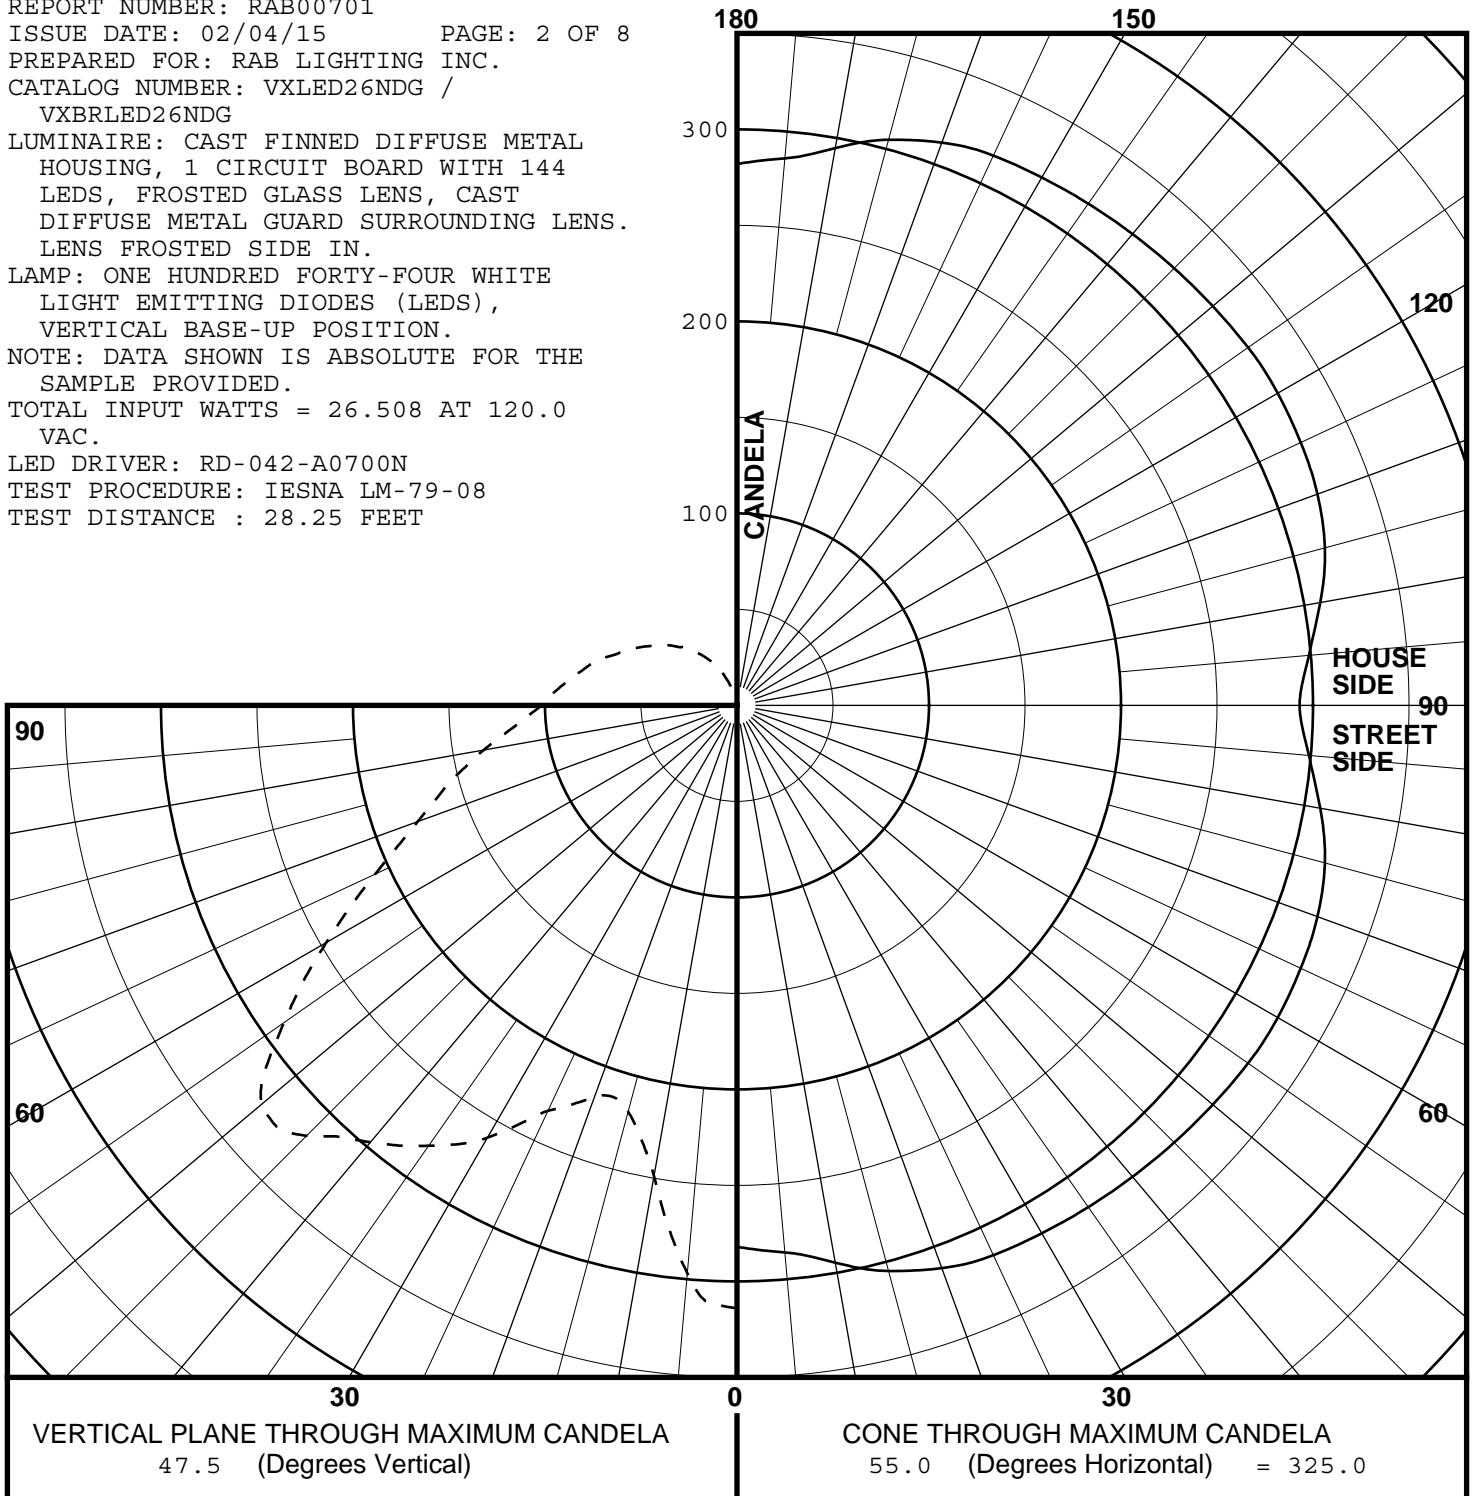 REPORT NUMBER: RAB00701
ISSUE DATE: 02/04/15 PAGE: 2 OF 8
PREPARED FOR: RAB LIGHTING INC.
CATALOG NUMBER: VXLED26NDG /
VXBRLED26NDG
LUMINAIRE: CAST FINNED DIFFUSE METAL
HOUSING, 1 CIRCUIT BOARD WITH 144
LEDS, FROSTED GLASS LENS, CAST
DIFFUSE METAL GUARD SURROUNDING LENS.
LENS FROSTED SIDE IN.
LAMP: ONE HUNDRED FORTY-FOUR WHITE
LIGHT EMITTING DIODES (LEDS),
VERTICAL BASE-UP POSITION.
NOTE: DATA SHOWN IS ABSOLUTE FOR THE
SAMPLE PROVIDED.
TOTAL INPUT WATTS = 26.508 AT 120.0
VAC.
LED DRIVER: RD-042-A0700N
TEST PROCEDURE: IESNA LM-79-08
TEST DISTANCE : 28.25 FEET
180
150
300
120
200
CANDELA
100
HOUSE
SIDE
90
90
STREET
SIDE
60
60
30
0
30
VERTICAL PLANE THROUGH MAXIMUM CANDELA
47.5 (Degrees Vertical)
CONE THROUGH MAXIMUM CANDELA
55.0 (Degrees Horizontal) = 325.0